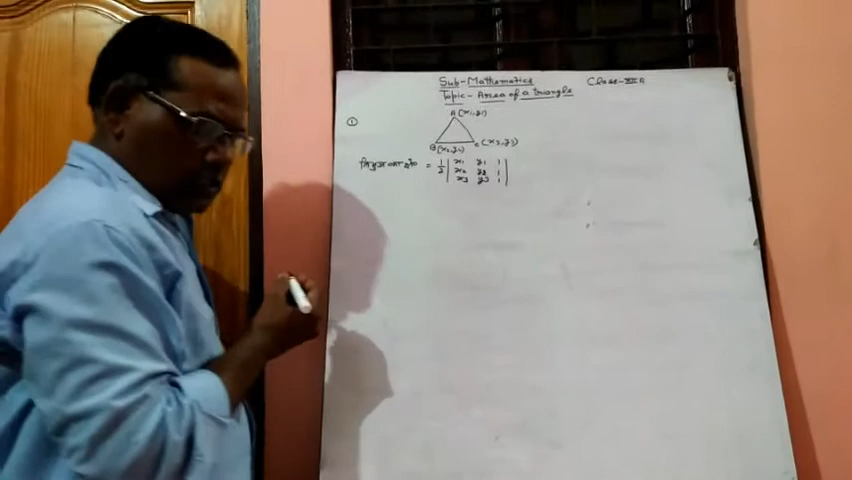 Sub-Mathematics Class-XII A
Topic- Area of a triangle
①
A (x1,y1)
B(x2,y2) c (x3,y3)
त्रिभुज का क्षे० = 1/2 | x1 y1 1
x2 y2 1
x3 y3 1 |